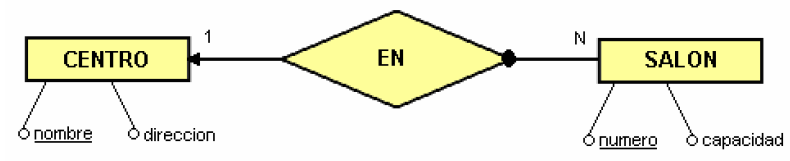 1
N
CENTRO
EN
SALON
nombre
direccion
numero
capacidad